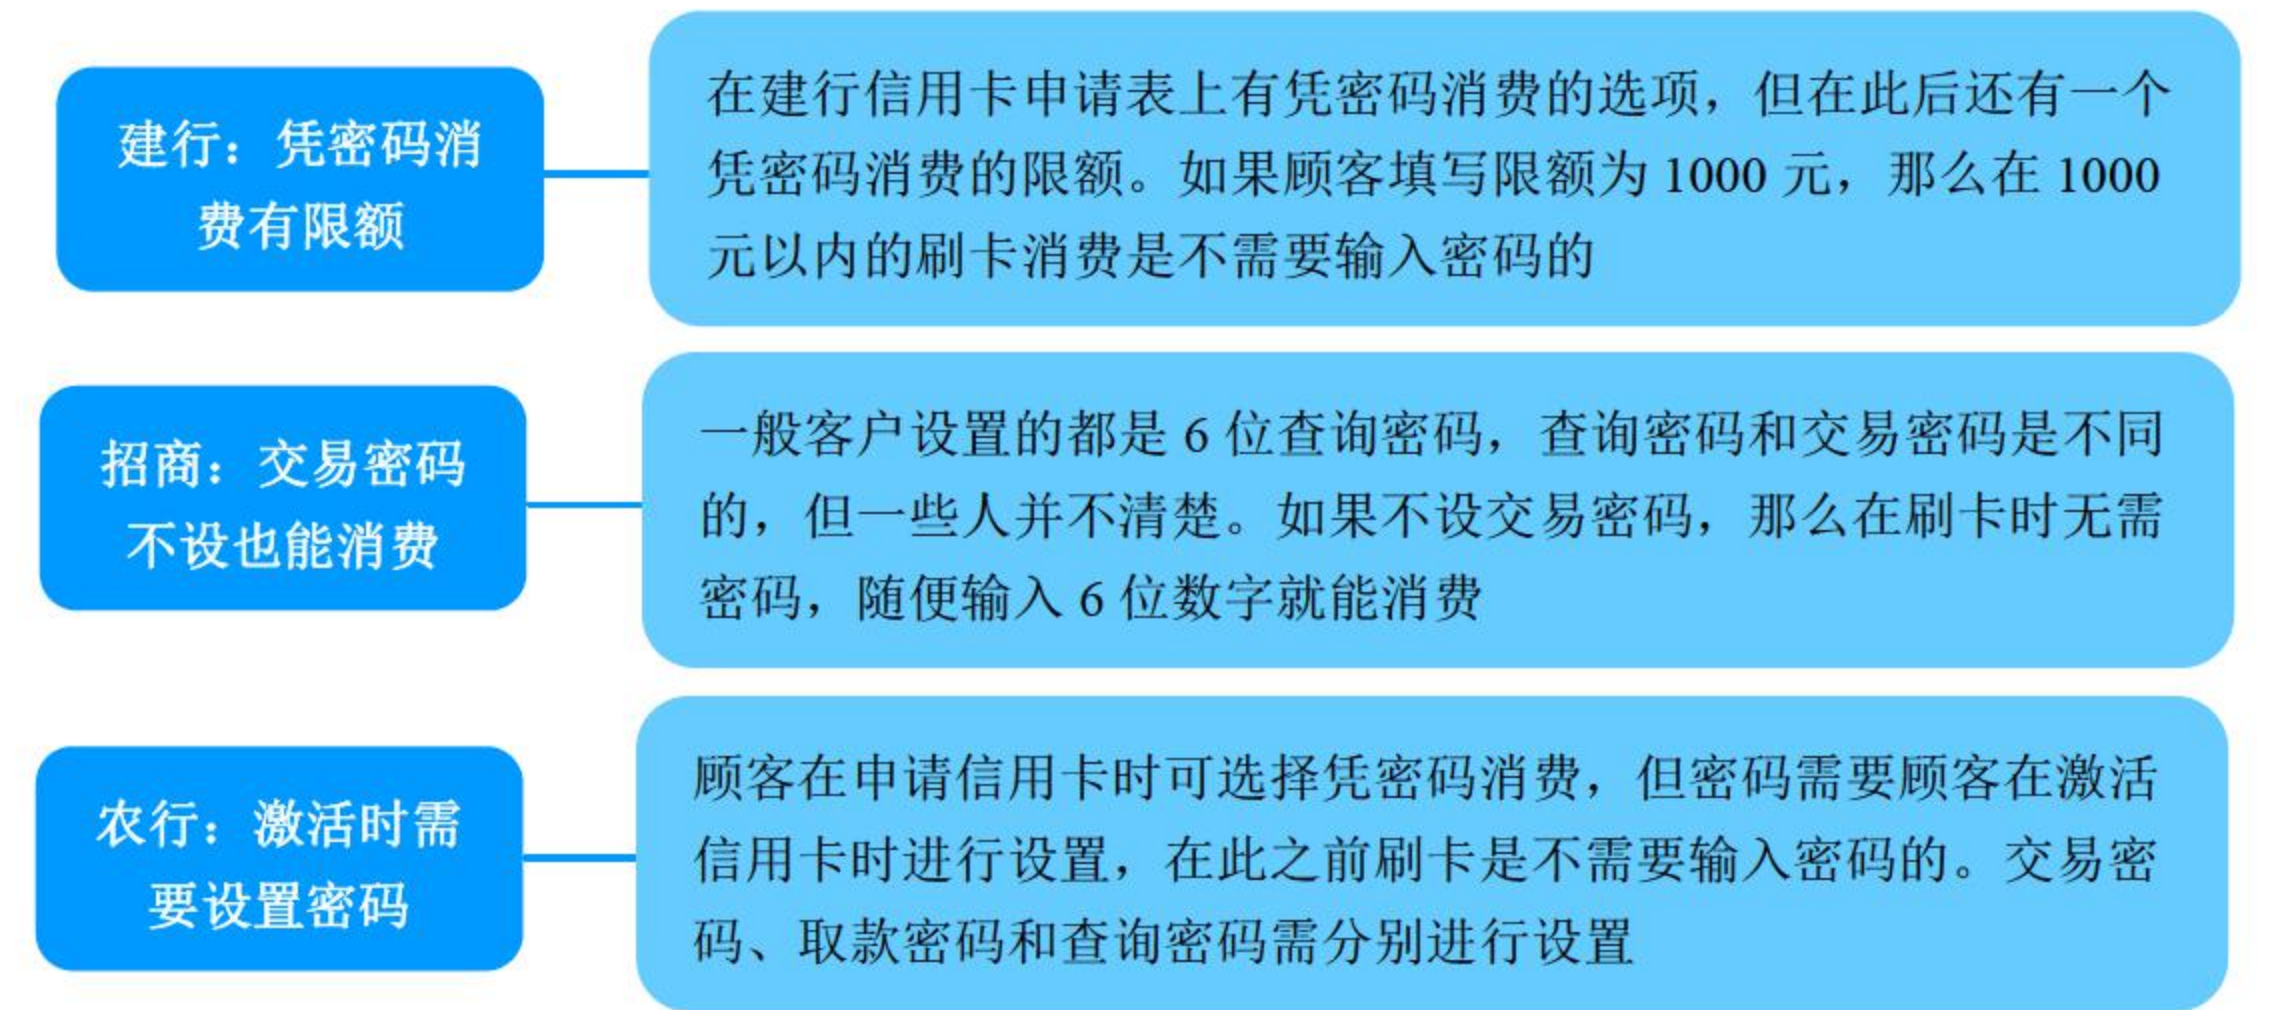 建行：凭密码消
费有限额
在建行信用卡申请表上有凭密码消费的选项，但在此后还有一个
凭密码消费的限额。如果顾客填写限额为 1000 元，那么在 1000
元以内的刷卡消费是不需要输入密码的
招商：交易密码
不设也能消费
一般客户设置的都是 6 位查询密码，查询密码和交易密码是不同
的，但一些人并不清楚。如果不设交易密码，那么在刷卡时无需
密码，随便输入 6 位数字就能消费
农行：激活时需
要设置密码
顾客在申请信用卡时可选择凭密码消费，但密码需要顾客在激活
信用卡时进行设置，在此之前刷卡是不需要输入密码的。交易密
码、取款密码和查询密码需分别进行设置